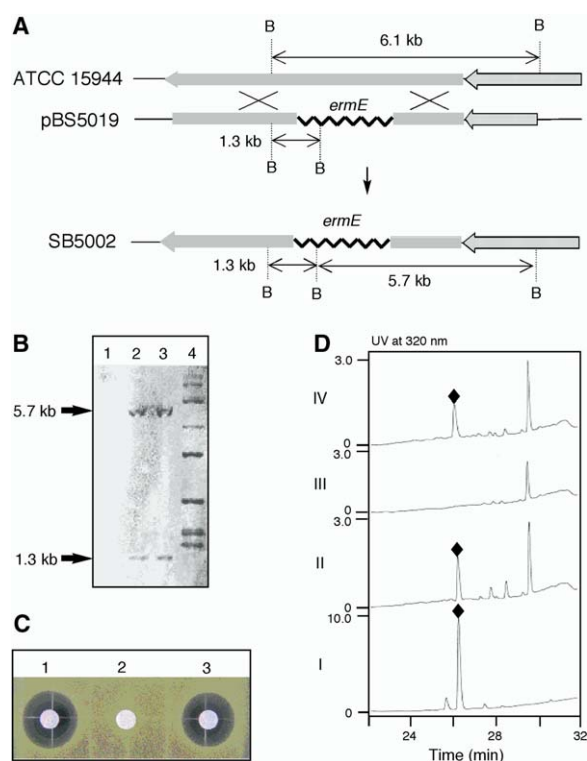 A
B
B
6.1 kb
ATCC 15944
ermE
pBS5019
1.3 kb
B
B
ermE
SB5002
1.3 kb
5.7 kb
B
B
B
B
1 2 3 4
5.7 kb
1.3 kb
C
1 2 3
D
UV at 320 nm
3.0
IV
0
3.0
III
3.0
0
II
0
10.0
I
0.0
24 28 32
Time (min)